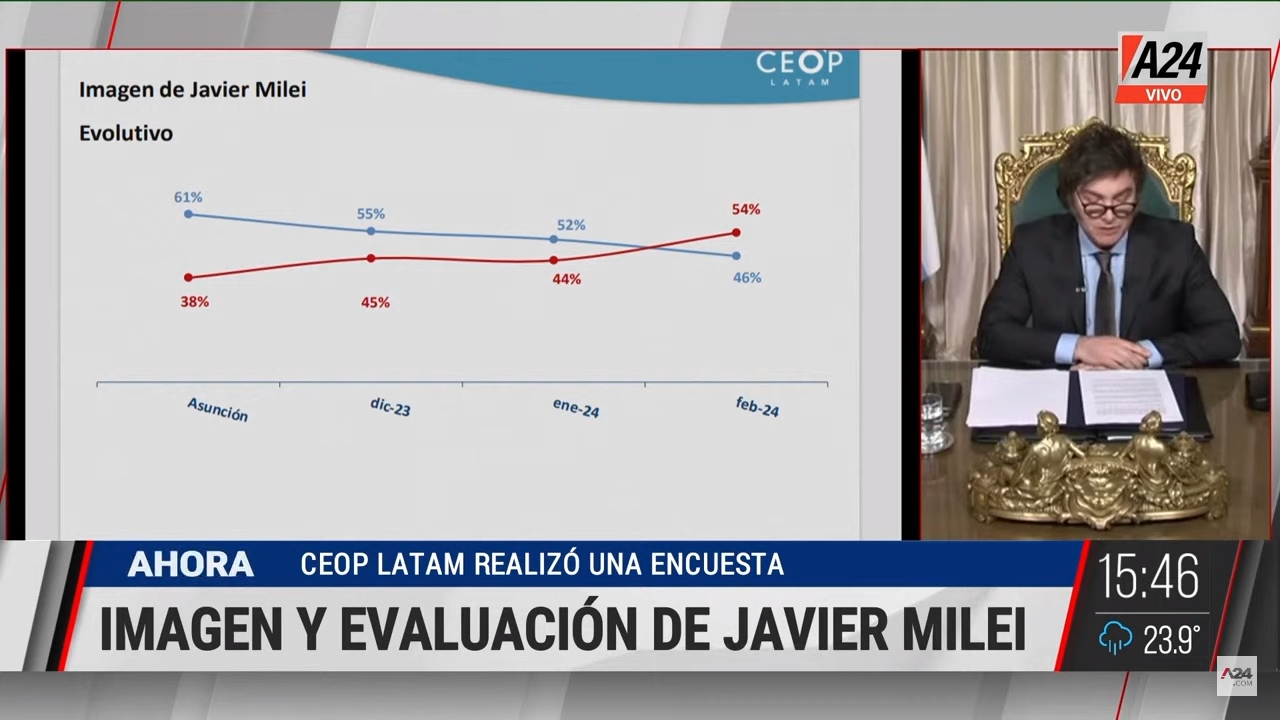 CEOP
LATAM
Imagen de Javier Milei
Evolutivo
61%
55%
52%
54%
38%
45%
44%
46%
Asunción
dic-23
ene-24
feb-24
A24
VIVO
AHORA CEOP LATAM REALIZÓ UNA ENCUESTA
IMAGEN Y EVALUACIÓN DE JAVIER MILEI
15:46
23.9°
A24
.COM